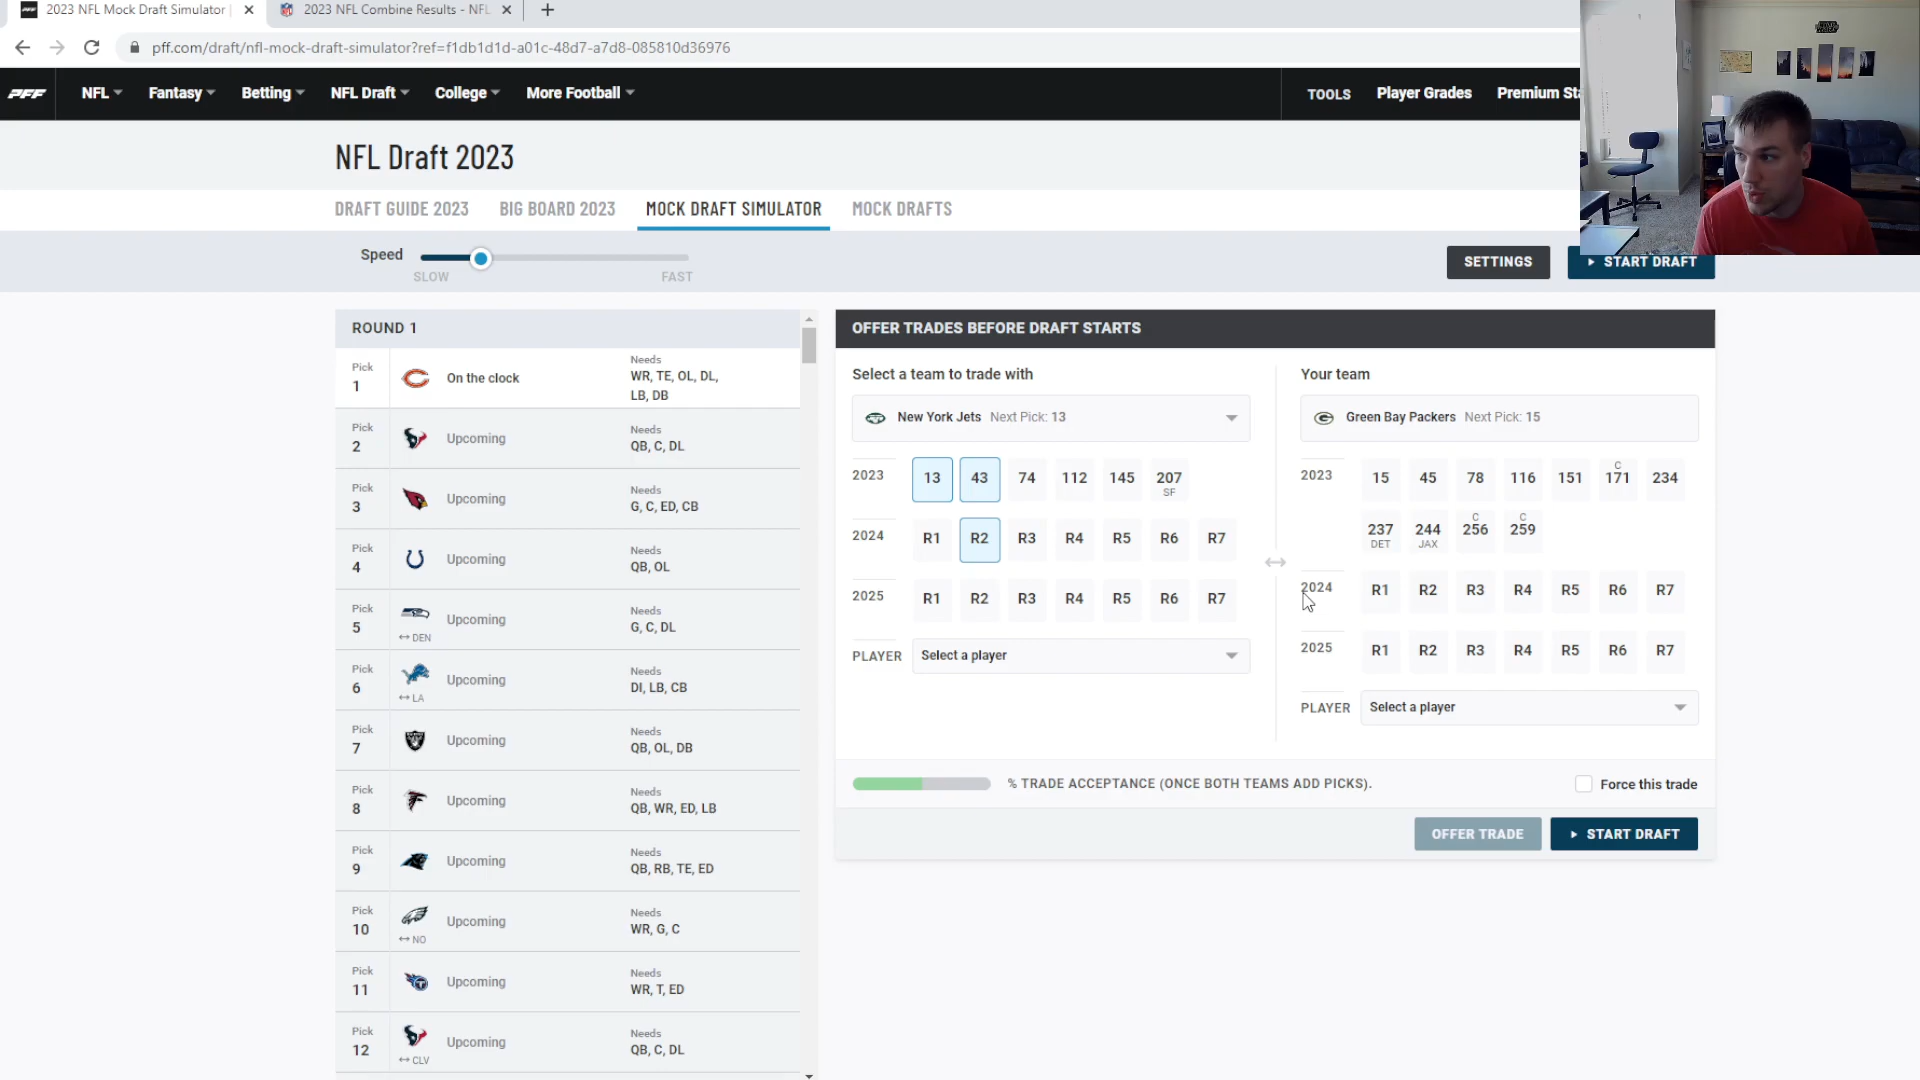 2023 NFL Mock Draft Simulator
2023 NFL Combine Results - NFL
pff.com/draft/nfl-mock-draft-simulator?ref=f1db1d1d-a01c-48d7-a7d8-085810d36976
PFF NFL Fantasy Betting NFL Draft College More Football TOOLS Player Grades Premium Sta
NFL Draft 2023
DRAFT GUIDE 2023 BIG BOARD 2023 MOCK DRAFT SIMULATOR MOCK DRAFTS
Speed
SLOW FAST
SETTINGS START DRAFT
ROUND 1
Pick
1
On the clock
Needs
WR, TE, OL, DL,
LB, DB
Pick
2
Upcoming
Needs
QB, C, DL
Pick
3
Upcoming
Needs
G, C, ED, CB
Pick
4
Upcoming
Needs
QB, OL
Pick
5
↔ DEN
Upcoming
Needs
G, C, DL
Pick
6
↔ LA
Upcoming
Needs
DI, LB, CB
Pick
7
Upcoming
Needs
QB, OL, DB
Pick
8
Upcoming
Needs
QB, WR, ED, LB
Pick
9
Upcoming
Needs
QB, RB, TE, ED
Pick
10
↔ NO
Upcoming
Needs
WR, G, C
Pick
11
Upcoming
Needs
WR, T, ED
Pick
12
↔ CLV
Upcoming
Needs
QB, C, DL
OFFER TRADES BEFORE DRAFT STARTS
Select a team to trade with
New York Jets Next Pick: 13
2023 13 43 74 112 145 207
SF
2024 R1 R2 R3 R4 R5 R6 R7
2025 R1 R2 R3 R4 R5 R6 R7
PLAYER Select a player
Your team
Green Bay Packers Next Pick: 15
C
2023 15 45 78 116 151 171 234
C C
237 244 256 259
DET JAX
2024 R1 R2 R3 R4 R5 R6 R7
2025 R1 R2 R3 R4 R5 R6 R7
PLAYER Select a player
% TRADE ACCEPTANCE (ONCE BOTH TEAMS ADD PICKS).
Force this trade
OFFER TRADE START DRAFT